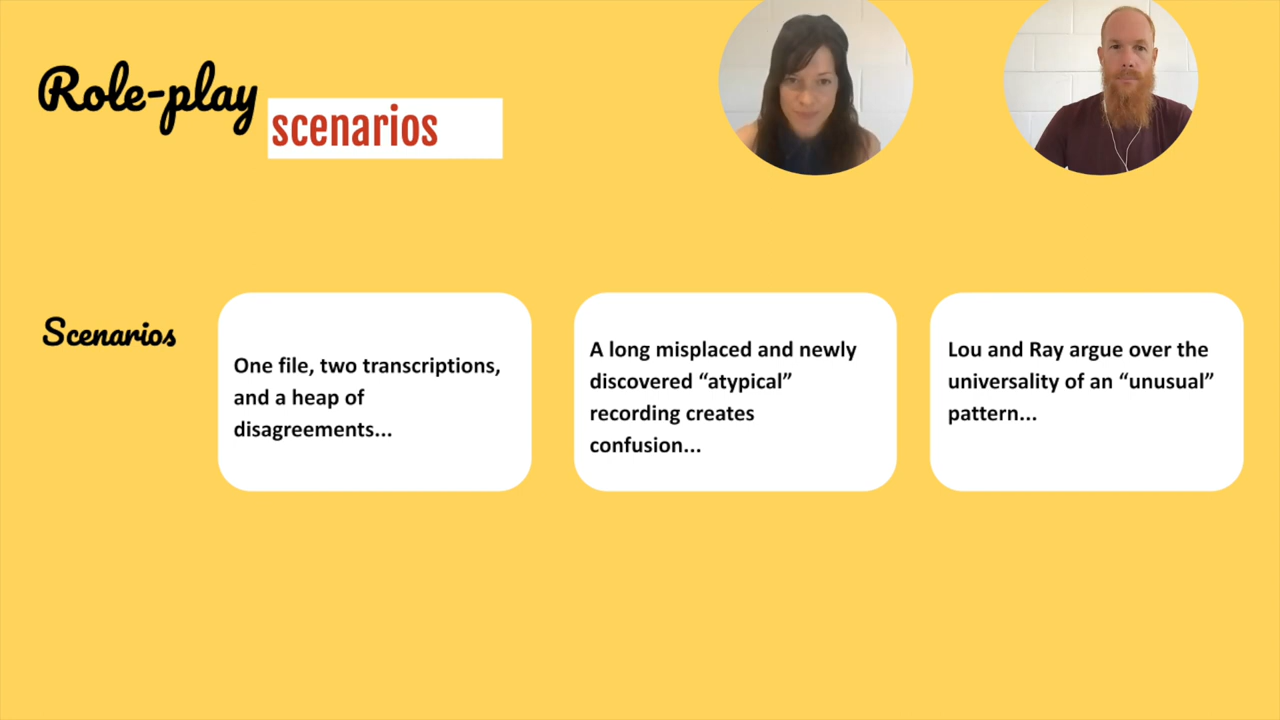 Role-play
scenarios
Scenarios
One file, two transcriptions,
and a heap of
disagreements...
A long misplaced and newly
discovered “atypical”
recording creates
confusion...
Lou and Ray argue over the
universality of an “unusual”
pattern...